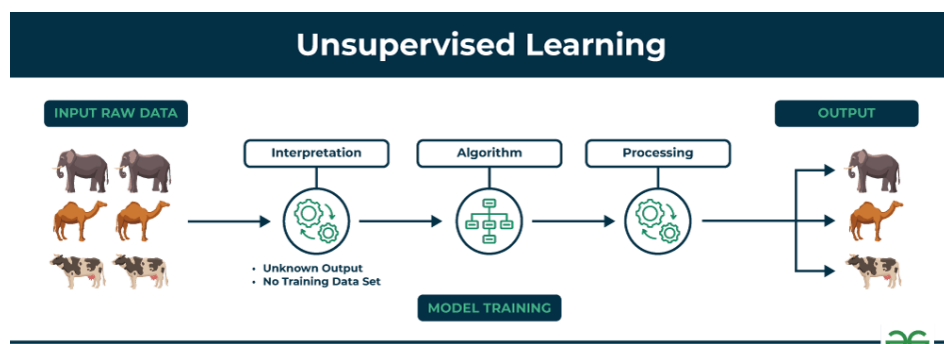 Unsupervised Learning
INPUT RAW DATA
OUTPUT
Interpretation
Algorithm
Processing
• Unknown Output
• No Training Data Set
MODEL TRAINING